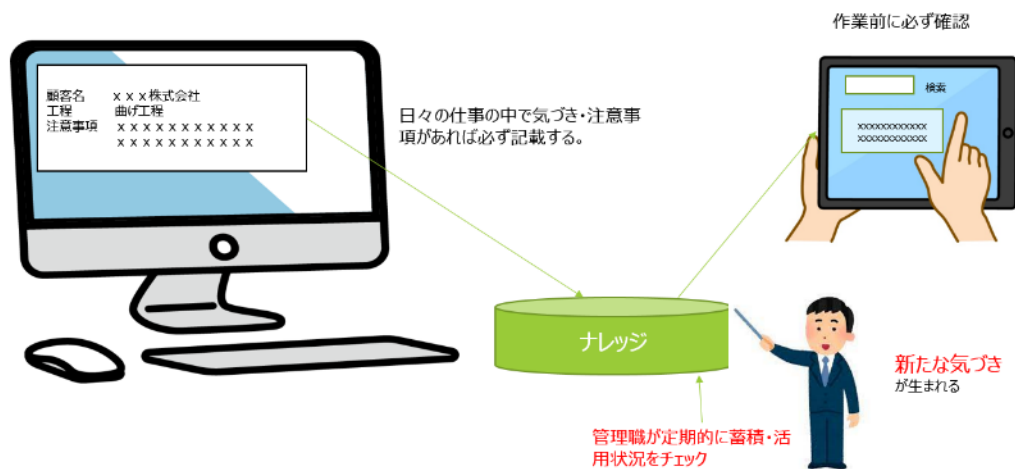 作業前に必ず確認
顧客名 ｘｘｘ株式会社
工程 曲げ工程
注意事項 ｘｘｘｘｘｘｘｘｘｘｘ
ｘｘｘｘｘｘｘｘｘｘｘ
日々の仕事の中で気づき・注意事
項があれば必ず記載する。
検索
xxxxxxxxxxxx
xxxxxxxxxxxx
ナレッジ
新たな気づき
が生まれる
管理職が定期的に蓄積・活
用状況をチェック